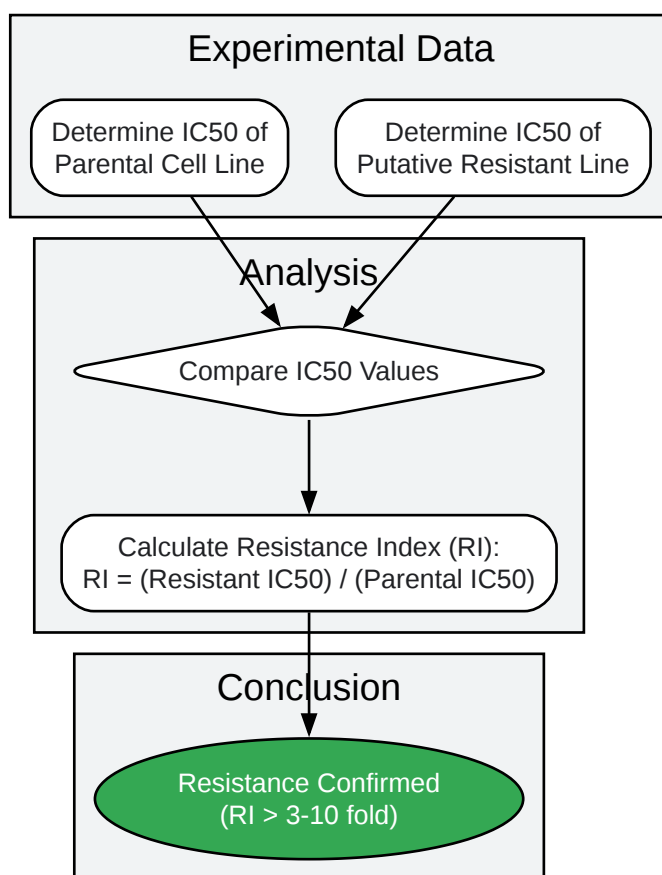 Experimental Data
Determine IC50 of
Parental Cell Line
Determine IC50 of
Putative Resistant Line
Analysis
Compare IC50 Values
Calculate Resistance Index (RI):
RI = (Resistant IC50) / (Parental IC50)
Conclusion
Resistance Confirmed
(RI > 3-10 fold)